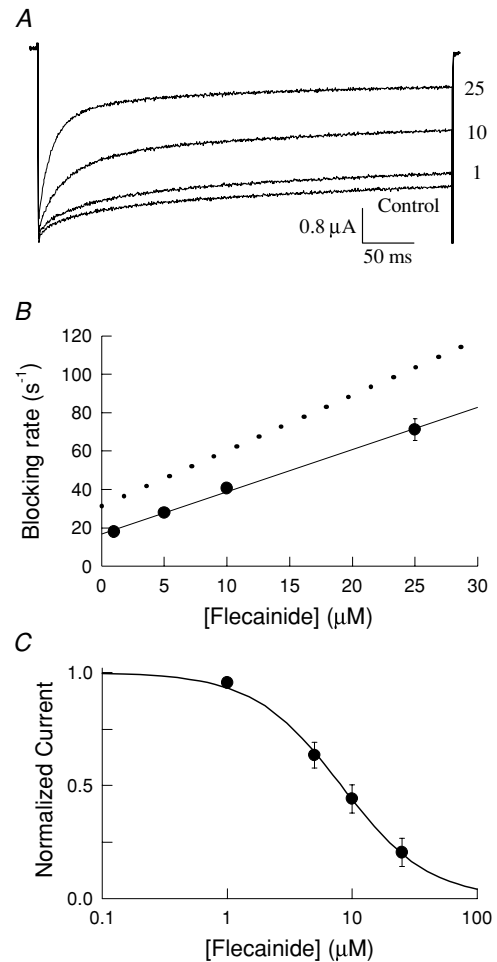 A
25
10
1
Control
0.8 µA
50 ms
B
120
100
80
60
40
20
0
Blocking rate (s⁻¹)
0 5 10 15 20 25 30
[Flecainide] (µM)
C
1.0
0.5
0.0
Normalized Current
0.1 1 10 100
[Flecainide] (µM)